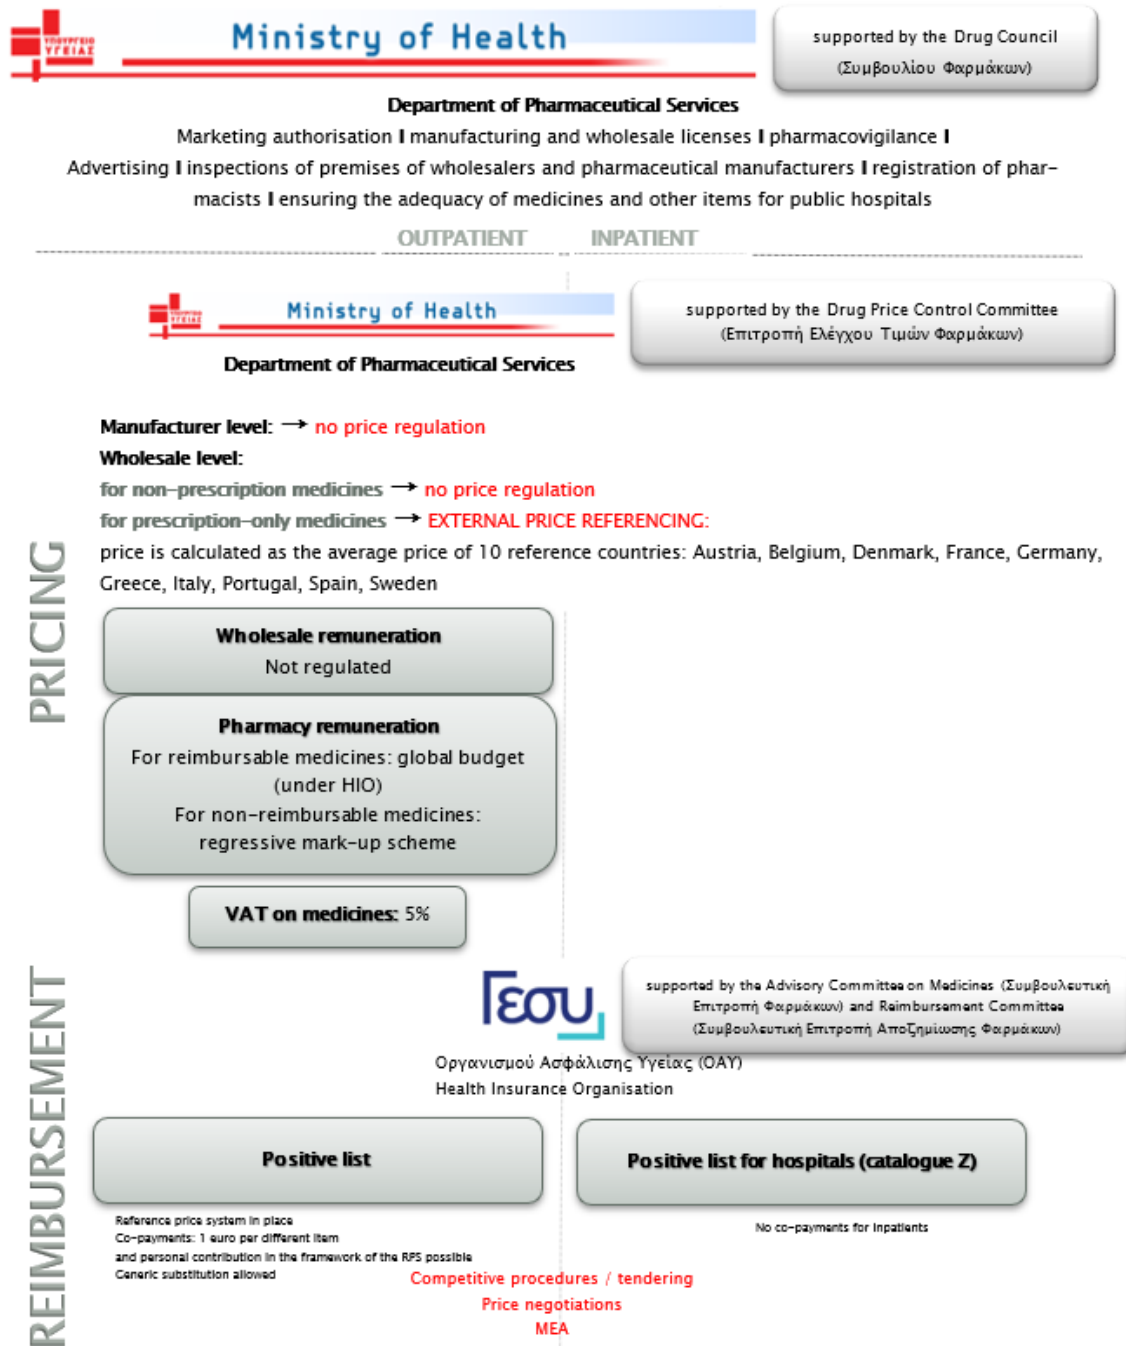 ΥΠΟΥΡΓΕΙΟ
ΥΓΕΙΑΣ
Ministry of Health
supported by the Drug Council
(Συμβουλίου Φαρμάκων)
Department of Pharmaceutical Services
Marketing authorisation I manufacturing and wholesale licenses I pharmacovigilance I
Advertising I inspections of premises of wholesalers and pharmaceutical manufacturers I registration of phar-
macists I ensuring the adequacy of medicines and other items for public hospitals
OUTPATIENT INPATIENT
ΥΠΟΥΡΓΕΙΟ
ΥΓΕΙΑΣ
Ministry of Health
supported by the Drug Price Control Committee
(Επιτροπή Ελέγχου Τιμών Φαρμάκων)
Department of Pharmaceutical Services
PRICING
Manufacturer level: → no price regulation
Wholesale level:
for non-prescription medicines → no price regulation
for prescription-only medicines → EXTERNAL PRICE REFERENCING:
price is calculated as the average price of 10 reference countries: Austria, Belgium, Denmark, France, Germany,
Greece, Italy, Portugal, Spain, Sweden
Wholesale remuneration
Not regulated
Pharmacy remuneration
For reimbursable medicines: global budget
(under HIO)
For non-reimbursable medicines:
regressive mark-up scheme
VAT on medicines: 5%
REIMBURSEMENT
Γεσυ
supported by the Advisory Committee on Medicines (Συμβουλευτική
Επιτροπή Φαρμάκων) and Reimbursement Committee
(Συμβουλευτική Επιτροπή Αποζημίωσης Φαρμάκων)
Οργανισμού Ασφάλισης Υγείας (ΟΑΥ)
Health Insurance Organisation
Positive list
Positive list for hospitals (catalogue Z)
Reference price system in place
Co-payments: 1 euro per different item
and personal contribution in the framework of the RPS possible
Generic substitution allowed
No co-payments for inpatients
Competitive procedures / tendering
Price negotiations
MEA